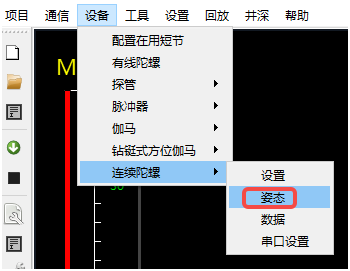 项目 通信 设备 工具 设置 回放 井深 帮助
M
配置在用短节
有线陀螺
探管
脉冲器
伽马
钻铤式方位伽马
连续陀螺
设置
姿态
数据
串口设置